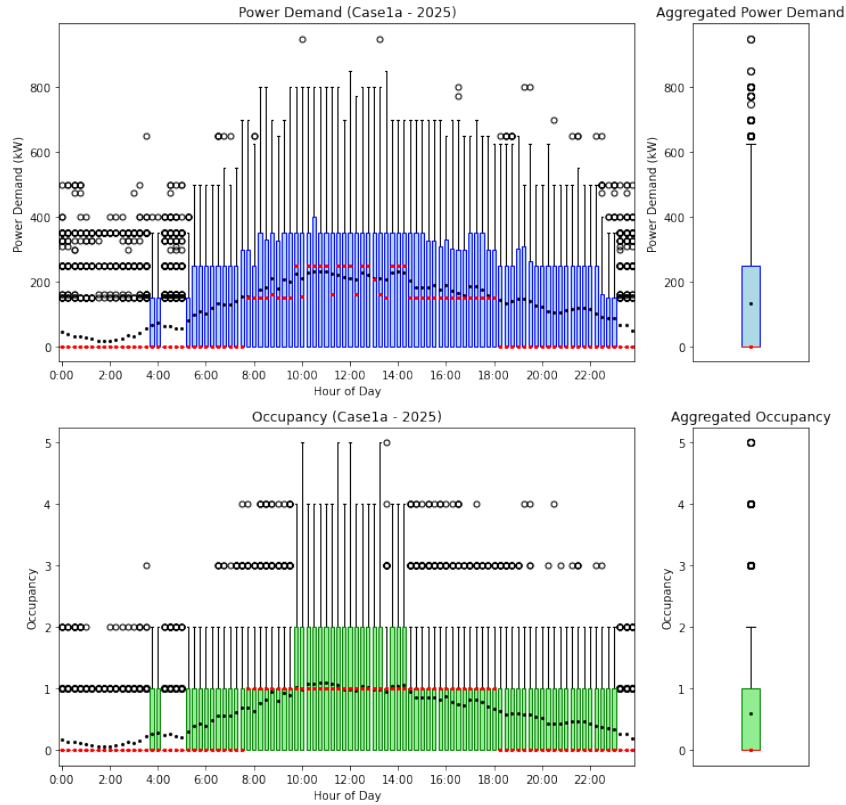 Power Demand (Case1a - 2025)
Aggregated Power Demand
Power Demand (kW)
800
600
400
200
0
0:00 2:00 4:00 6:00 8:00 10:00 12:00 14:00 16:00 18:00 20:00 22:00
Hour of Day
Power Demand (kW)
800
600
400
200
0
Occupancy (Case1a - 2025)
Aggregated Occupancy
Occupancy
5
4
3
2
1
0
0:00 2:00 4:00 6:00 8:00 10:00 12:00 14:00 16:00 18:00 20:00 22:00
Hour of Day
Occupancy
5
4
3
2
1
0